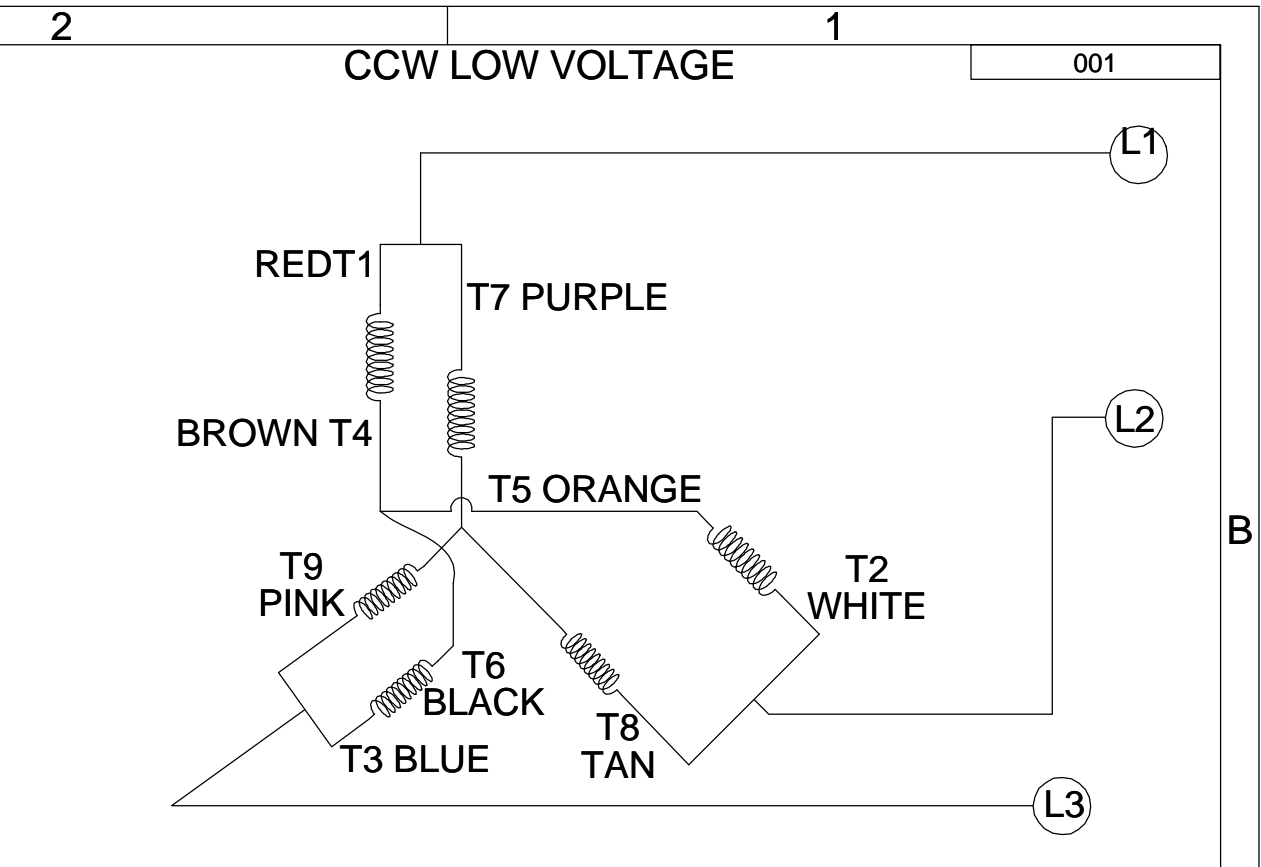 2
1
CCW LOW VOLTAGE
001
L1
REDT1
T7 PURPLE
L2
BROWN T4
T5 ORANGE
B
T9
PINK
T2
WHITE
T6
BLACK
T8
TAN
T3 BLUE
L3